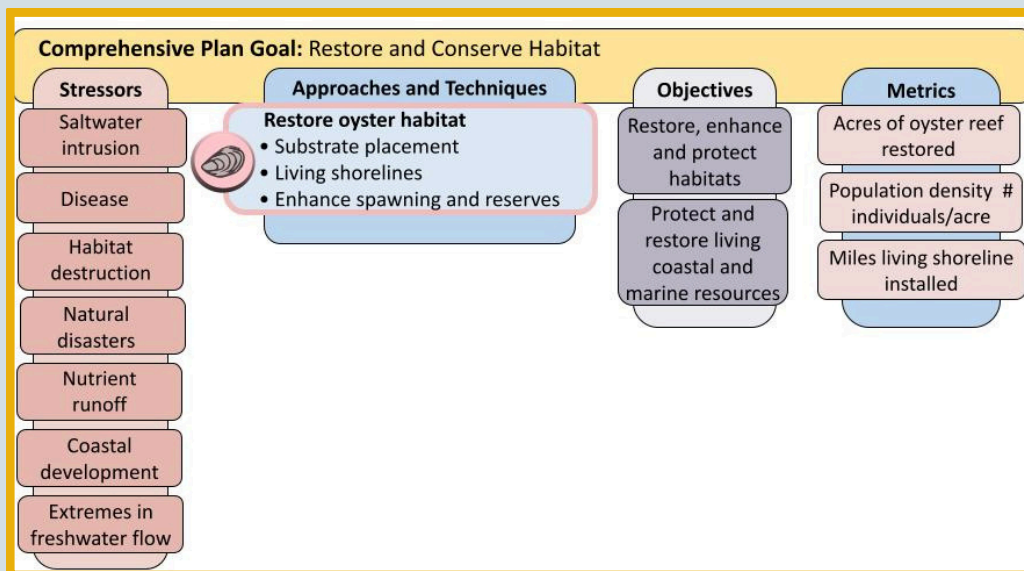 Comprehensive Plan Goal: Restore and Conserve Habitat
Stressors
Saltwater
intrusion
Disease
Habitat
destruction
Natural
disasters
Nutrient
runoff
Coastal
development
Extremes in
freshwater flow
Approaches and Techniques
Restore oyster habitat
• Substrate placement
• Living shorelines
• Enhance spawning and reserves
Objectives
Restore, enhance
and protect
habitats
Protect and
restore living
coastal and
marine resources
Metrics
Acres of oyster reef
restored
Population density #
individuals/acre
Miles living shoreline
installed